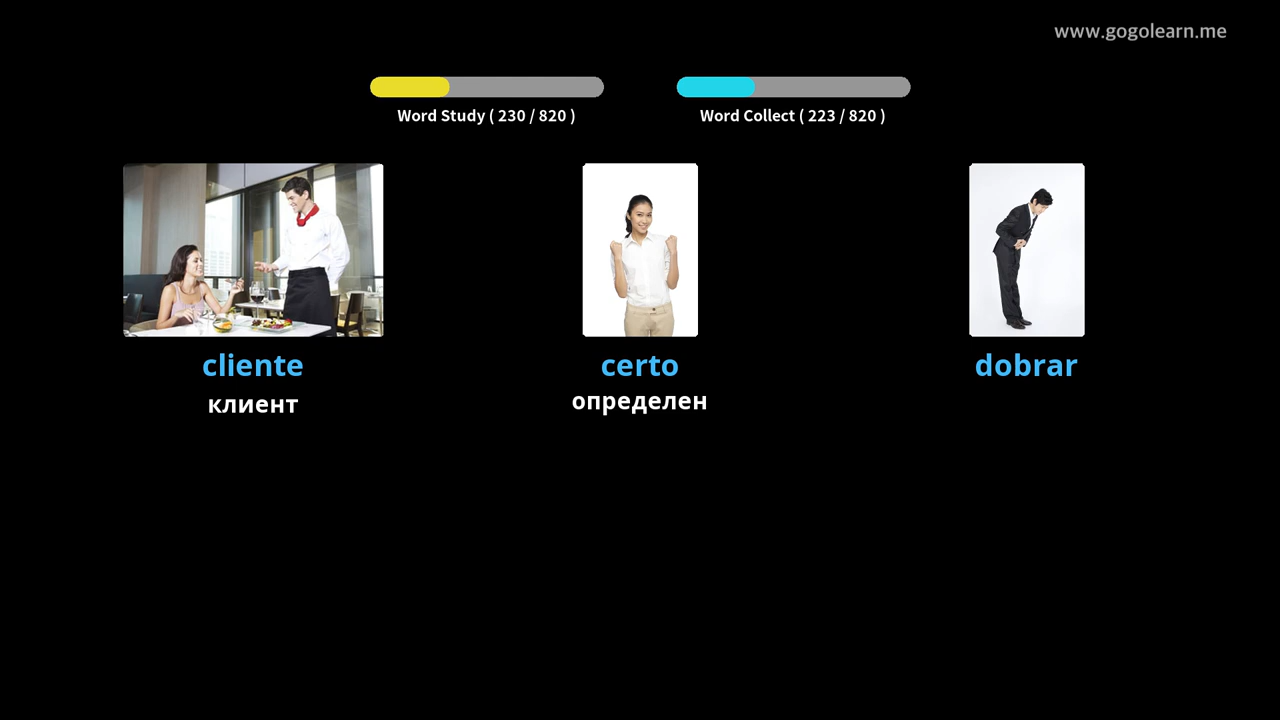 www.gogolearn.me
Word Study ( 230 / 820 )
Word Collect ( 223 / 820 )
cliente
certo
dobrar
клиент
определен